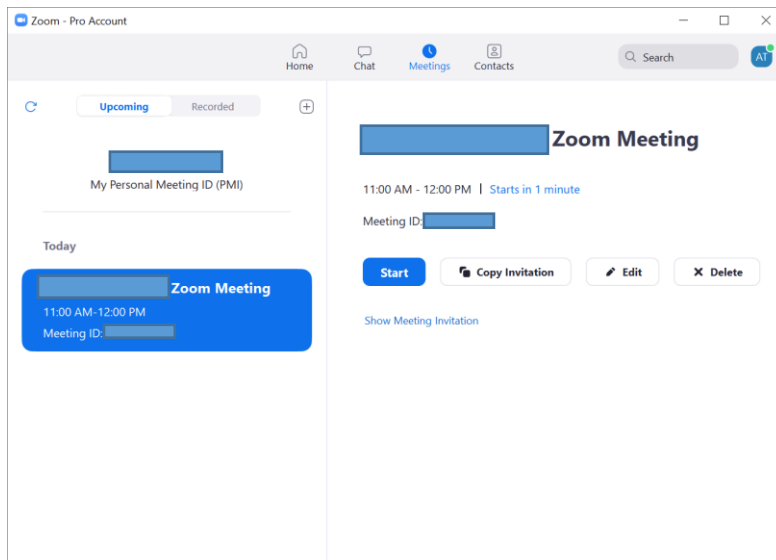 Zoom - Pro Account
Home
Chat
Meetings
Contacts
Search
AT
Upcoming
Recorded
My Personal Meeting ID (PMI)
Today
Zoom Meeting
11:00 AM-12:00 PM
Meeting ID:
Zoom Meeting
11:00 AM - 12:00 PM | Starts in 1 minute
Meeting ID:
Start
Copy Invitation
Edit
Delete
Show Meeting Invitation